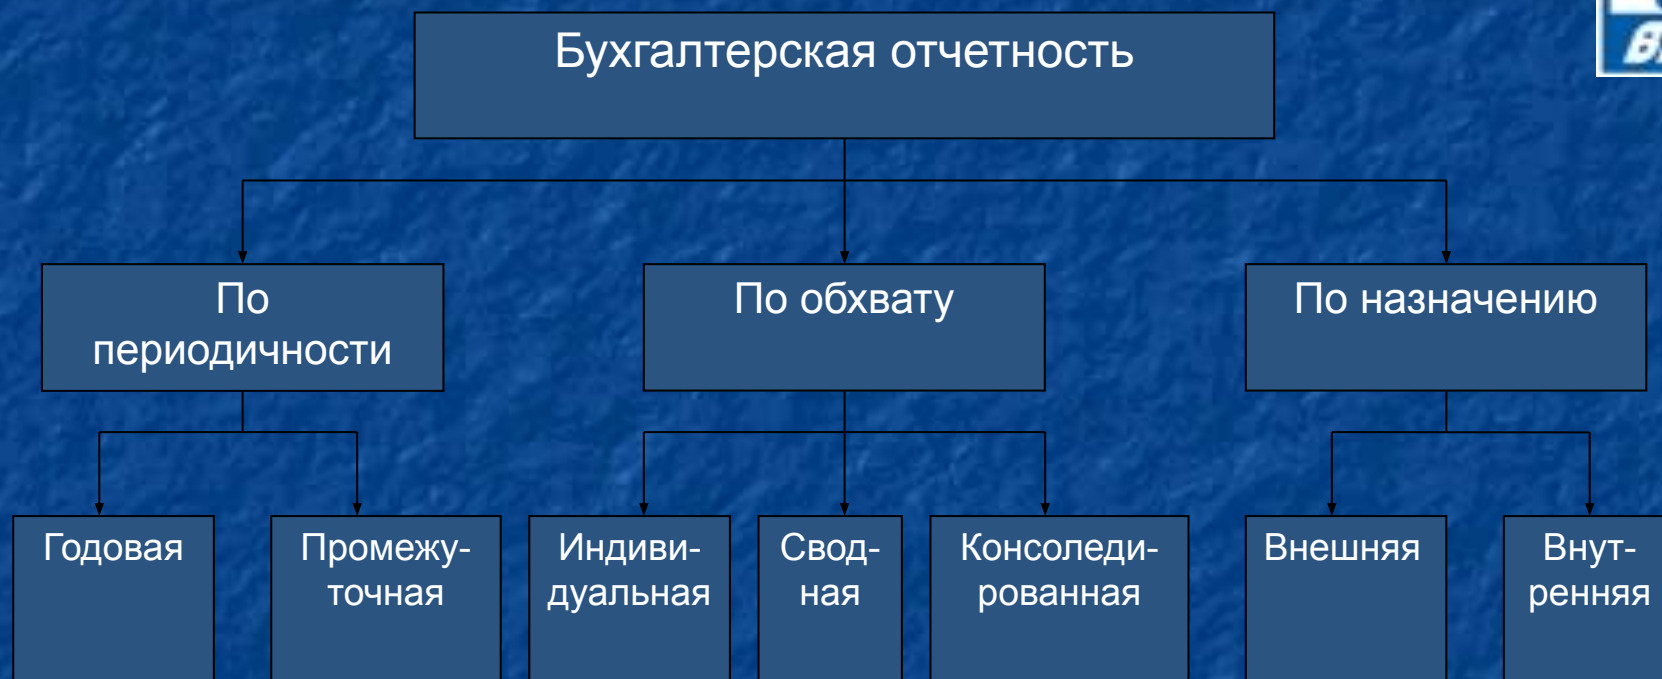 Бухгалтерская отчетность
По
периодичности
По обхвату
По назначению
Годовая
Промежу-
точная
Индиви-
дуальная
Свод-
ная
Консоледи-
рованная
Внешняя
Внут-
ренняя